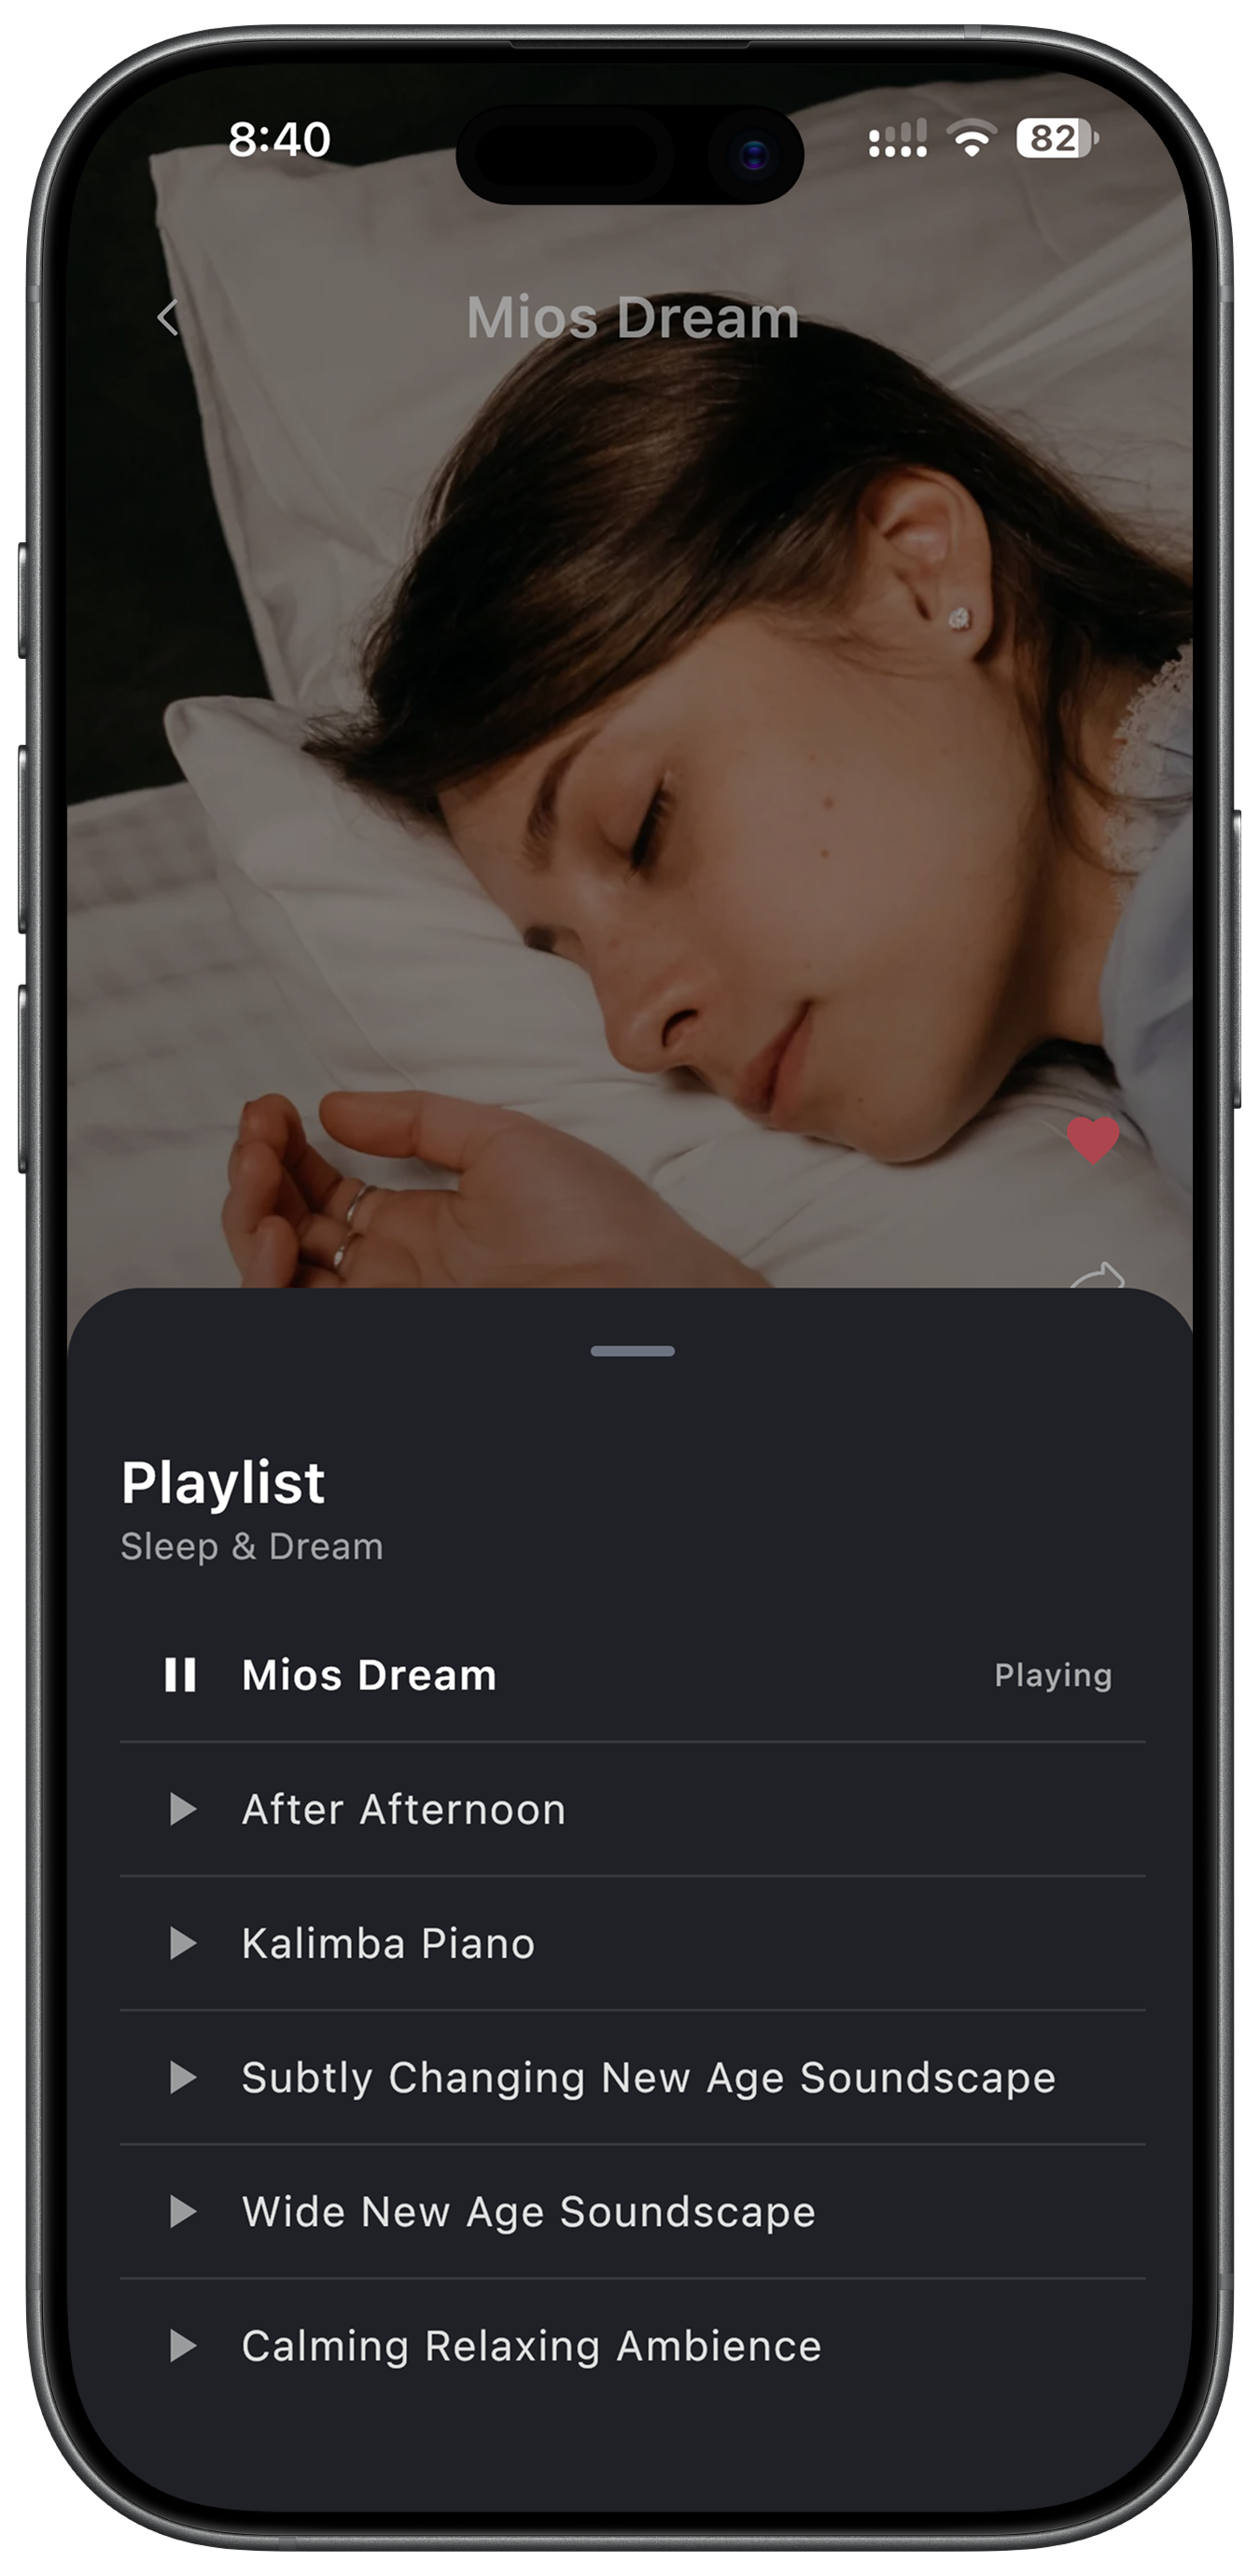 8:40
82
Mios Dream
Playlist
Sleep & Dream
Mios Dream
Playing
After Afternoon
Kalimba Piano
Subtly Changing New Age Soundscape
Wide New Age Soundscape
Calming Relaxing Ambience